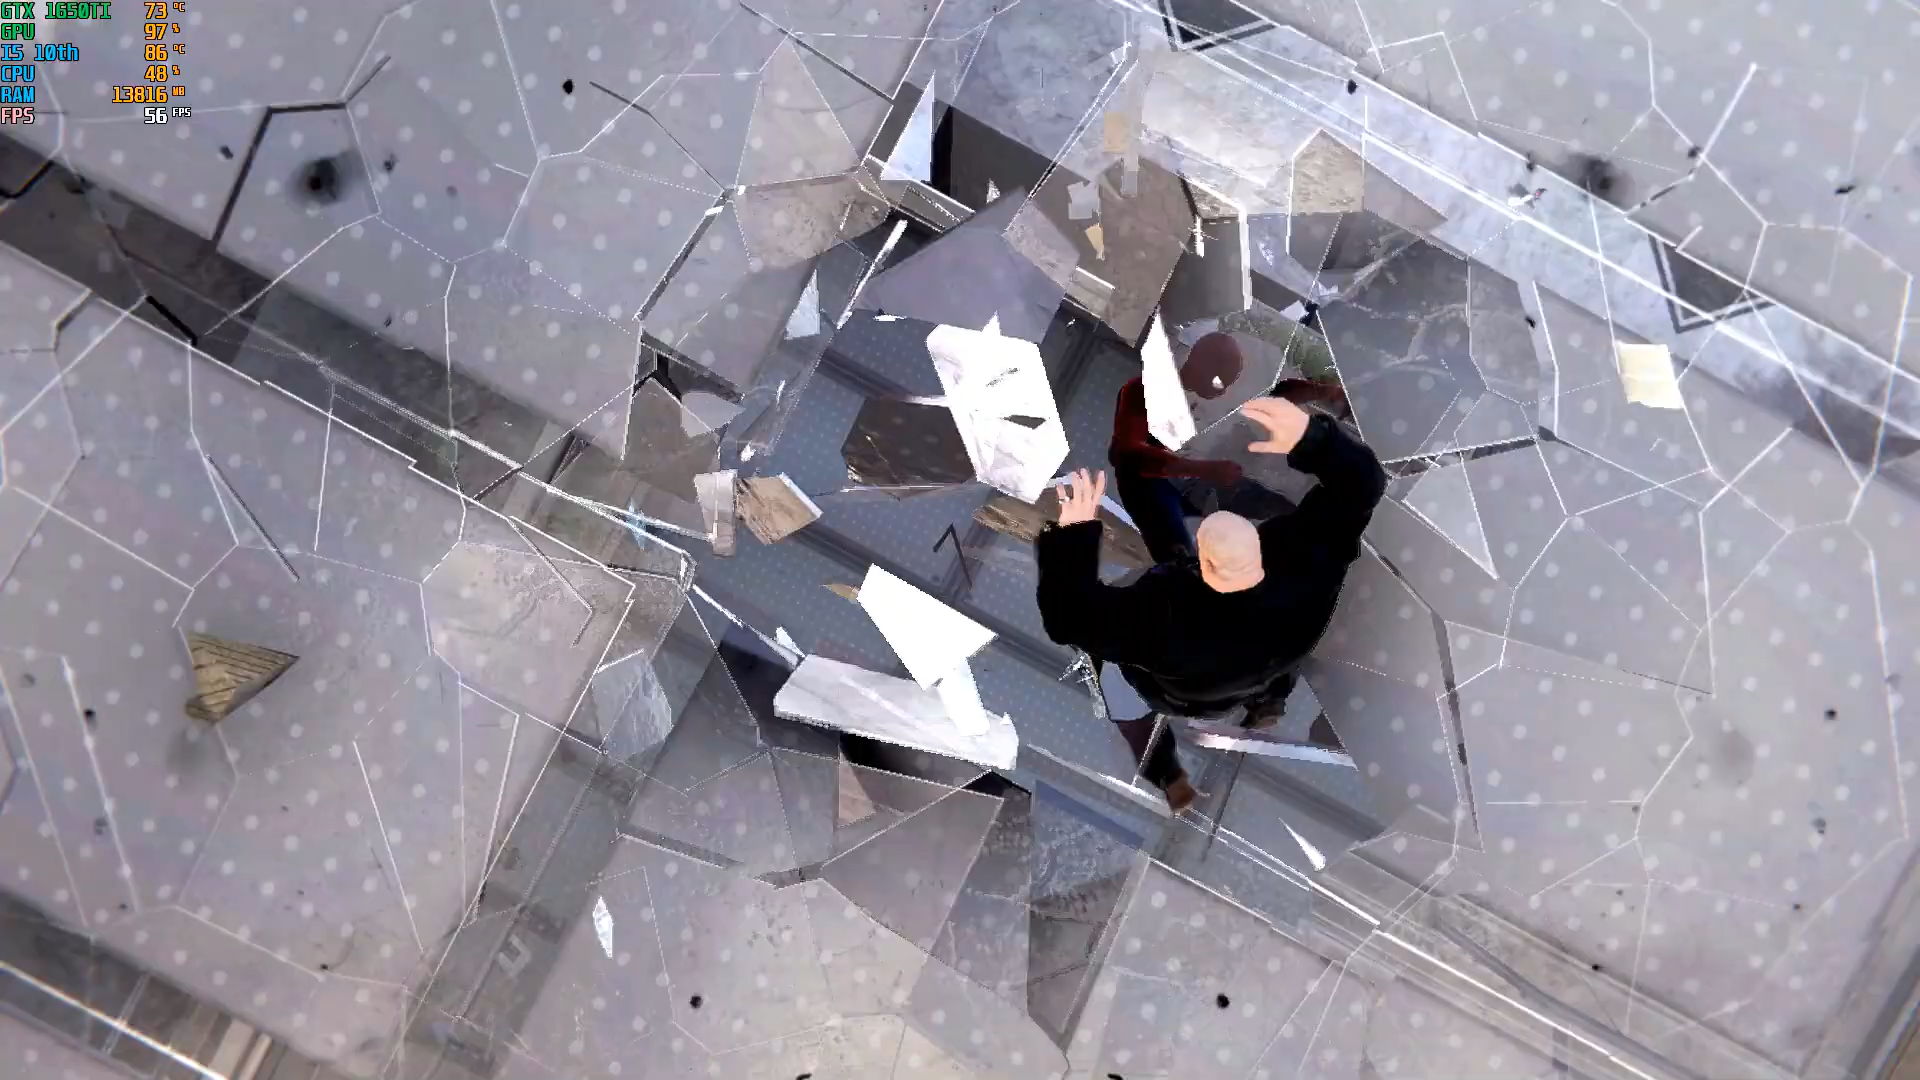 GTX 1650TI 73 °C
GPU 97 %
I5 10th 86 °C
CPU 48 %
RAM 13816 MB
FPS 56 FPS